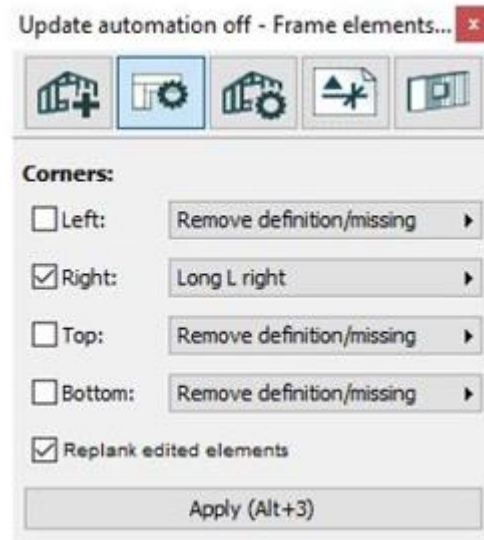 Update automation off - Frame elements...
Corners:
Left: Remove definition/missing
Right: Long L right
Top: Remove definition/missing
Bottom: Remove definition/missing
Replank edited elements
Apply (Alt+3)